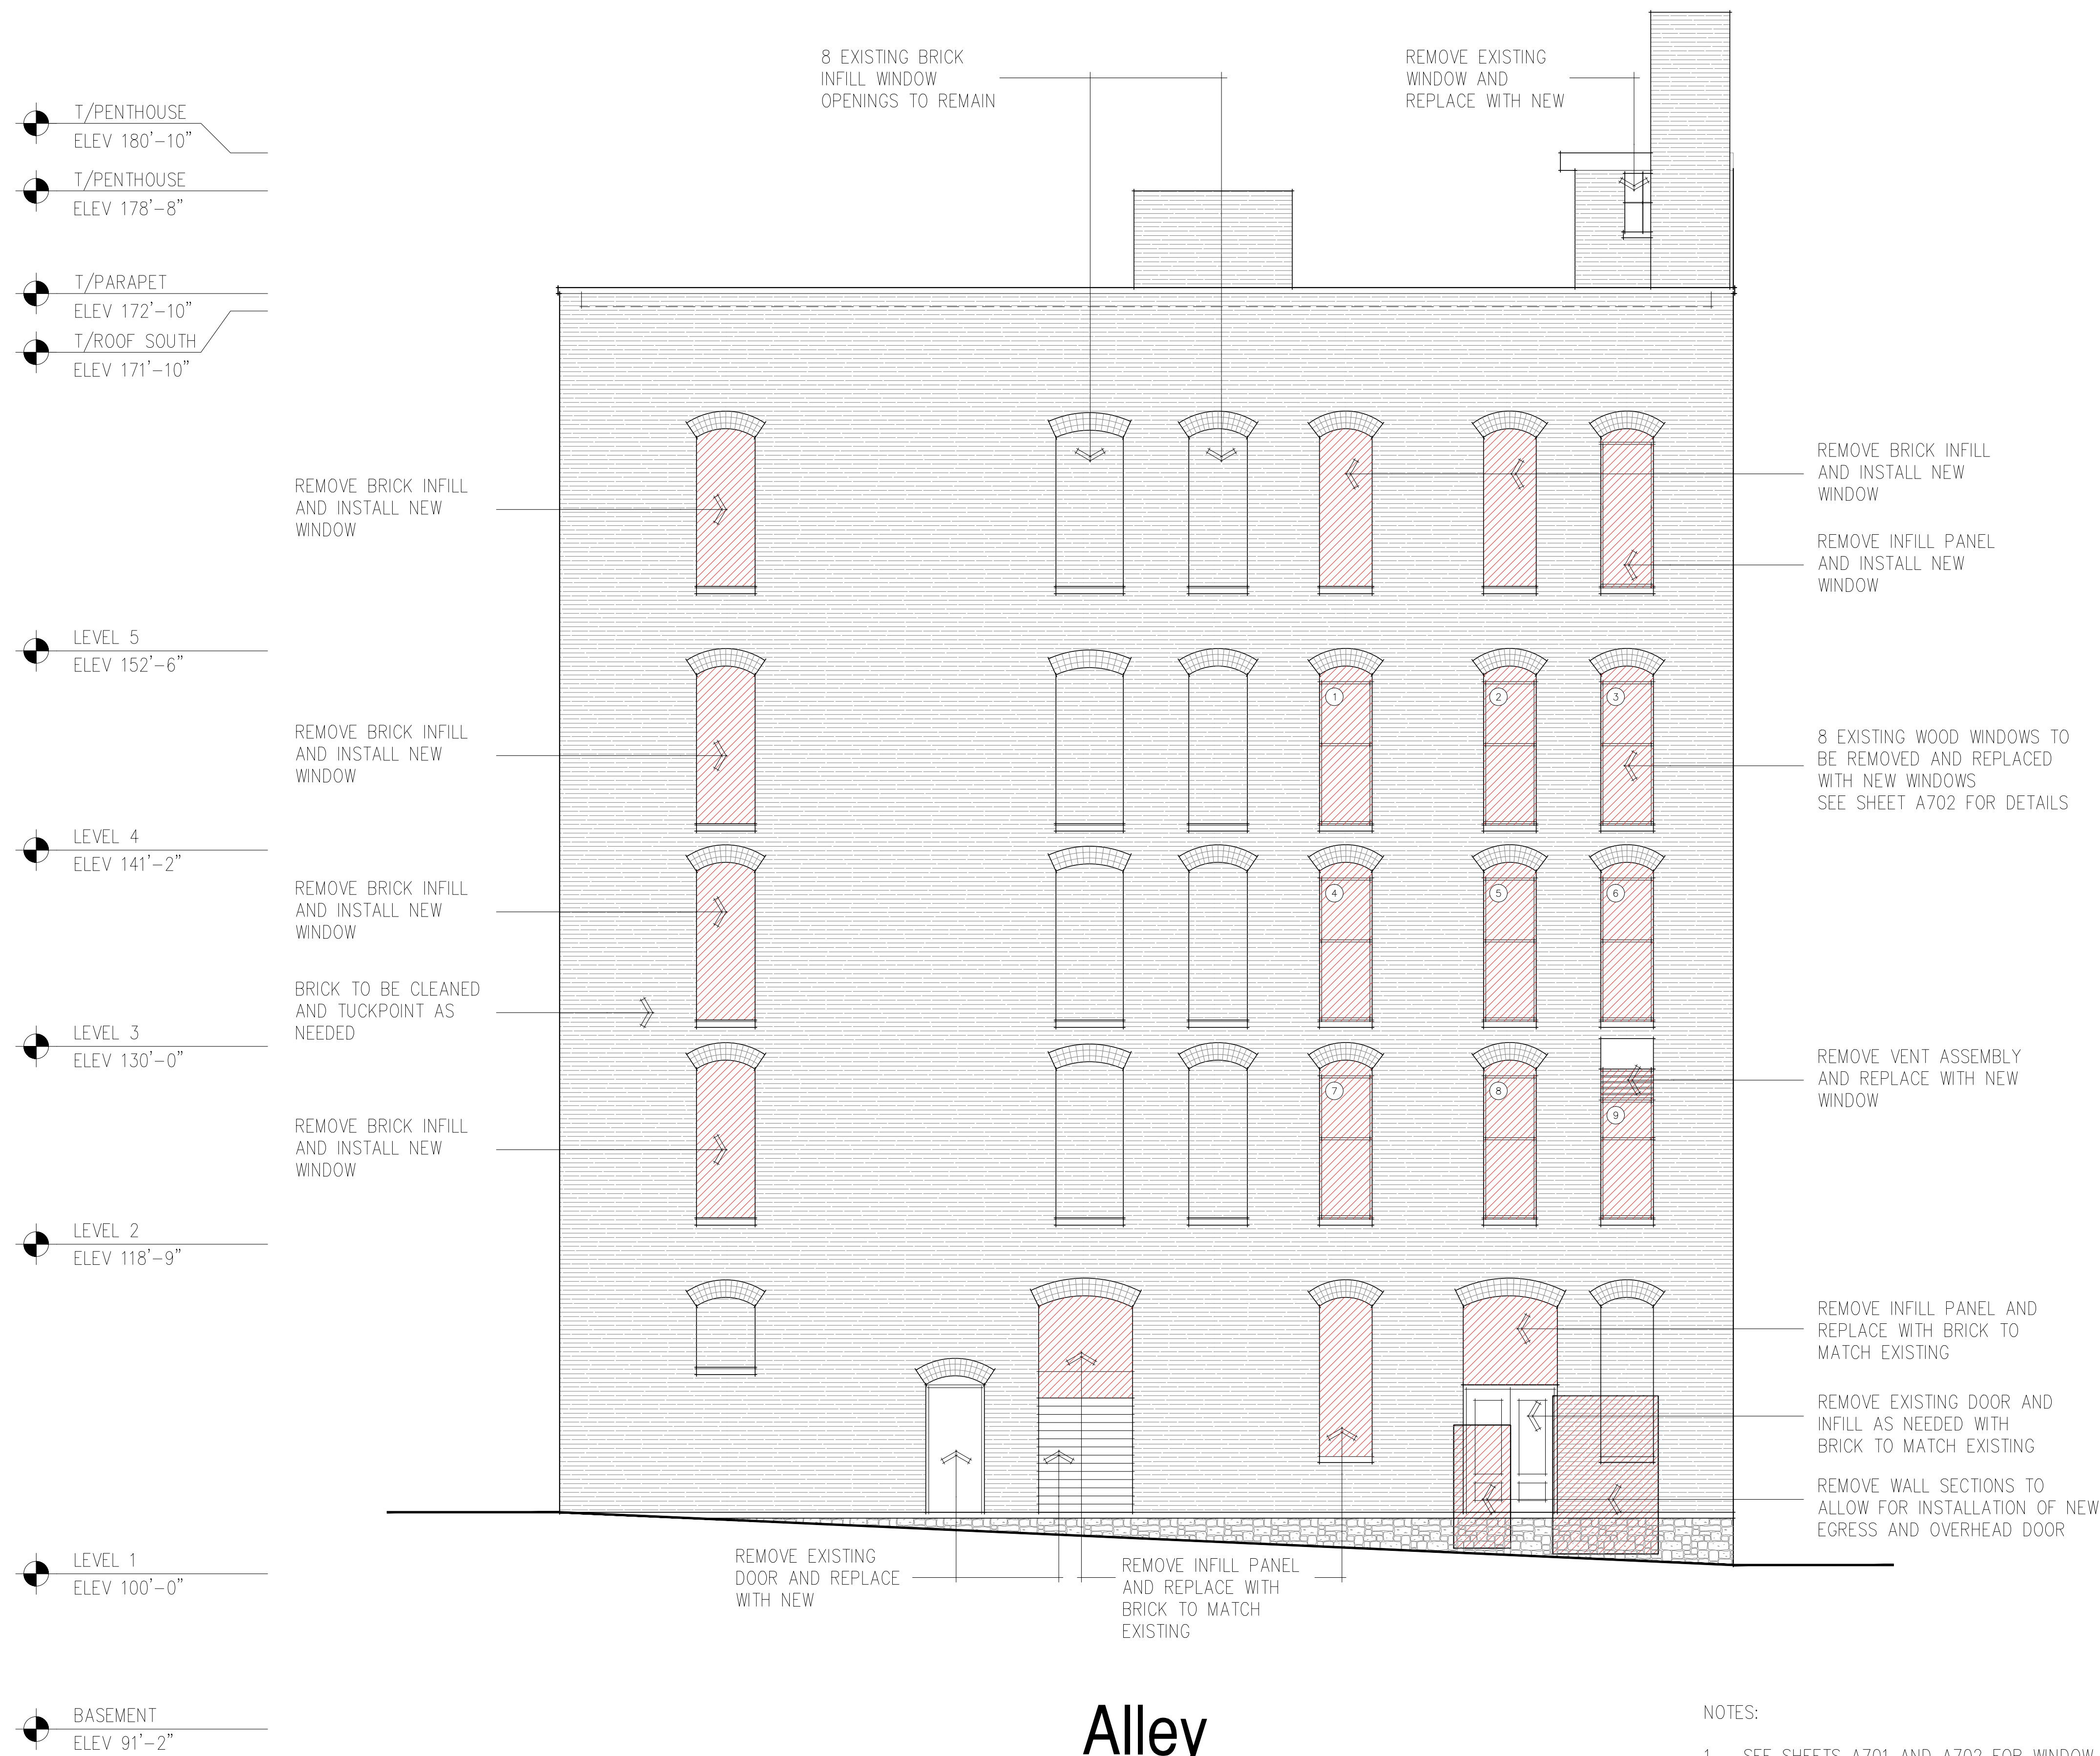 8 EXISTING BRICK
INFILL WINDOW
OPENINGS TO REMAIN
REMOVE EXISTING
WINDOW AND
REPLACE WITH NEW
T/PENTHOUSE
ELEV 180'-10"
T/PENTHOUSE
ELEV 178'-8"
T/PARAPET
ELEV 172'-10"
T/ROOF SOUTH
ELEV 171'-10"
REMOVE BRICK INFILL
AND INSTALL NEW
WINDOW
REMOVE BRICK INFILL
AND INSTALL NEW
WINDOW
REMOVE INFILL PANEL
AND INSTALL NEW
WINDOW
LEVEL 5
ELEV 152'-6"
1
2
3
REMOVE BRICK INFILL
AND INSTALL NEW
WINDOW
8 EXISTING WOOD WINDOWS TO
BE REMOVED AND REPLACED
WITH NEW WINDOWS
SEE SHEET A702 FOR DETAILS
LEVEL 4
ELEV 141'-2"
4
5
6
REMOVE BRICK INFILL
AND INSTALL NEW
WINDOW
BRICK TO BE CLEANED
AND TUCKPOINT AS
NEEDED
LEVEL 3
ELEV 130'-0"
REMOVE VENT ASSEMBLY
AND REPLACE WITH NEW
WINDOW
7
8
9
REMOVE BRICK INFILL
AND INSTALL NEW
WINDOW
LEVEL 2
ELEV 118'-9"
REMOVE INFILL PANEL AND
REPLACE WITH BRICK TO
MATCH EXISTING
REMOVE EXISTING DOOR AND
INFILL AS NEEDED WITH
BRICK TO MATCH EXISTING
REMOVE WALL SECTIONS TO
ALLOW FOR INSTALLATION OF NEW
EGRESS AND OVERHEAD DOOR
LEVEL 1
ELEV 100'-0"
REMOVE EXISTING
DOOR AND REPLACE
WITH NEW
REMOVE INFILL PANEL
AND REPLACE WITH
BRICK TO MATCH
EXISTING
BASEMENT
ELEV 91'-2"
Alley
NOTES:
1. SEE SHEETS A701 AND A702 FOR WINDOW